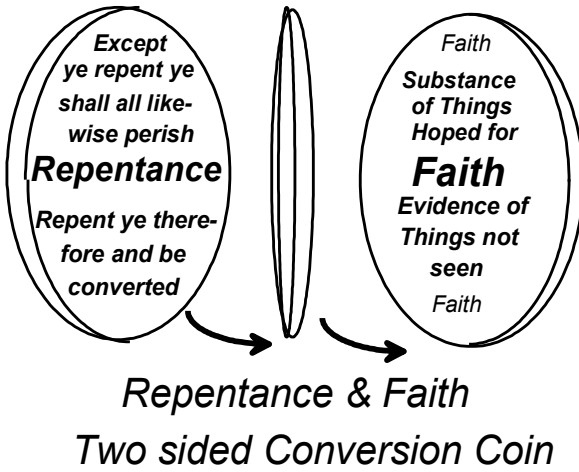 Except
ye repent ye
shall all like-
wise perish
Repentance
Repent ye there-
fore and be
converted
Faith
Substance
of Things
Hoped for
Faith
Evidence of
Things not
seen
Faith
Repentance & Faith
Two sided Conversion Coin